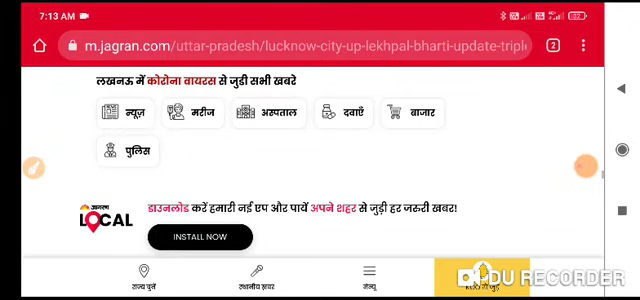 7:13 AM
m.jagran.com/uttar-pradesh/lucknow-city-up-lekhpal-bharti-update-triple
2
लखनऊ में कोरोना वायरस से जुडी सभी खबरे
न्यूज़ मरीज अस्पताल दवाएँ बाजार
पुलिस
जागरण
LOCAL
डाउनलोड करें हमारी नई एप और पायें अपने शहर से जुड़ी हर जरुरी खबर!
INSTALL NOW
राज्य चुनें स्थानीय ख़बर मेन्यू
DU RECORDER